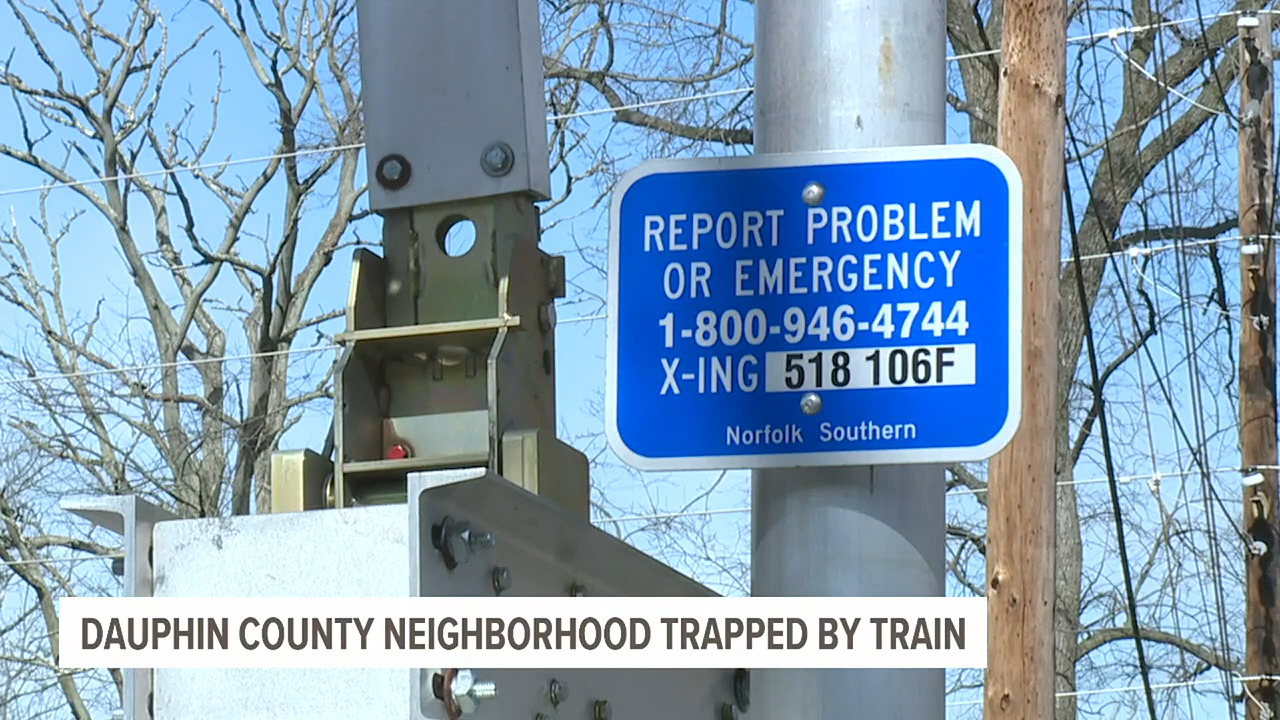 REPORT PROBLEM
OR EMERGENCY
1-800-946-4744
X-ING 518 106F
Norfolk Southern
DAUPHIN COUNTY NEIGHBORHOOD TRAPPED BY TRAIN